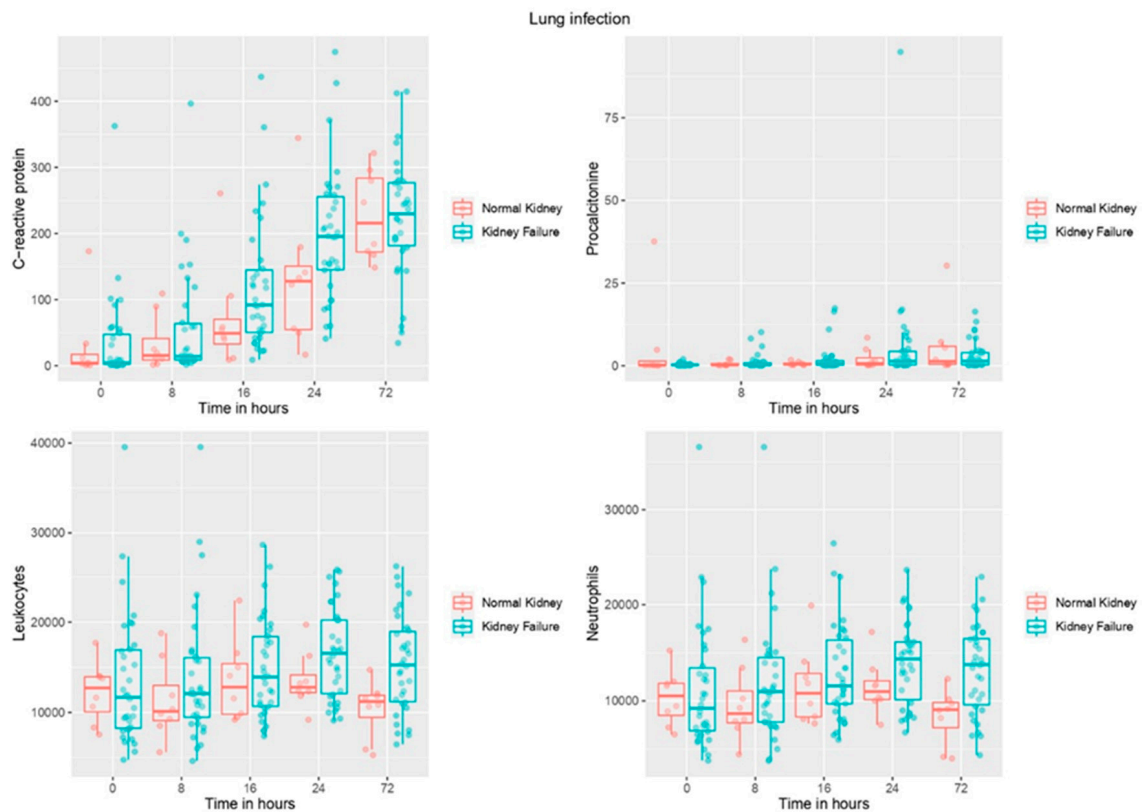 Lung infection
C-reactive protein
400
300
200
100
0
0 8 16 24 72
Time in hours
Normal Kidney
Kidney Failure
Procalcitonine
75
50
25
0
0 8 16 24 72
Time in hours
Normal Kidney
Kidney Failure
Leukocytes
40000
30000
20000
10000
0 8 16 24 72
Time in hours
Normal Kidney
Kidney Failure
Neutrophils
30000
20000
10000
0 8 16 24 72
Time in hours
Normal Kidney
Kidney Failure